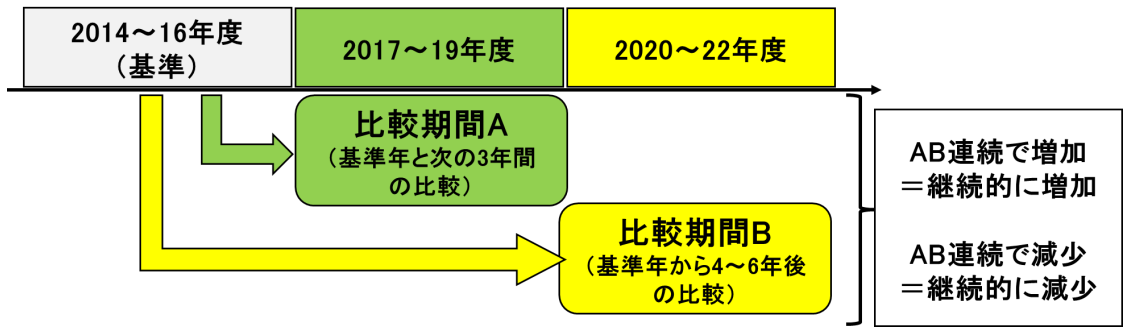 2014～16年度
（基準）
2017～19年度
2020～22年度
比較期間A
（基準年と次の3年間
の比較）
比較期間B
（基準年から4～6年後
の比較）
AB連続で増加
＝継続的に増加
AB連続で減少
＝継続的に減少